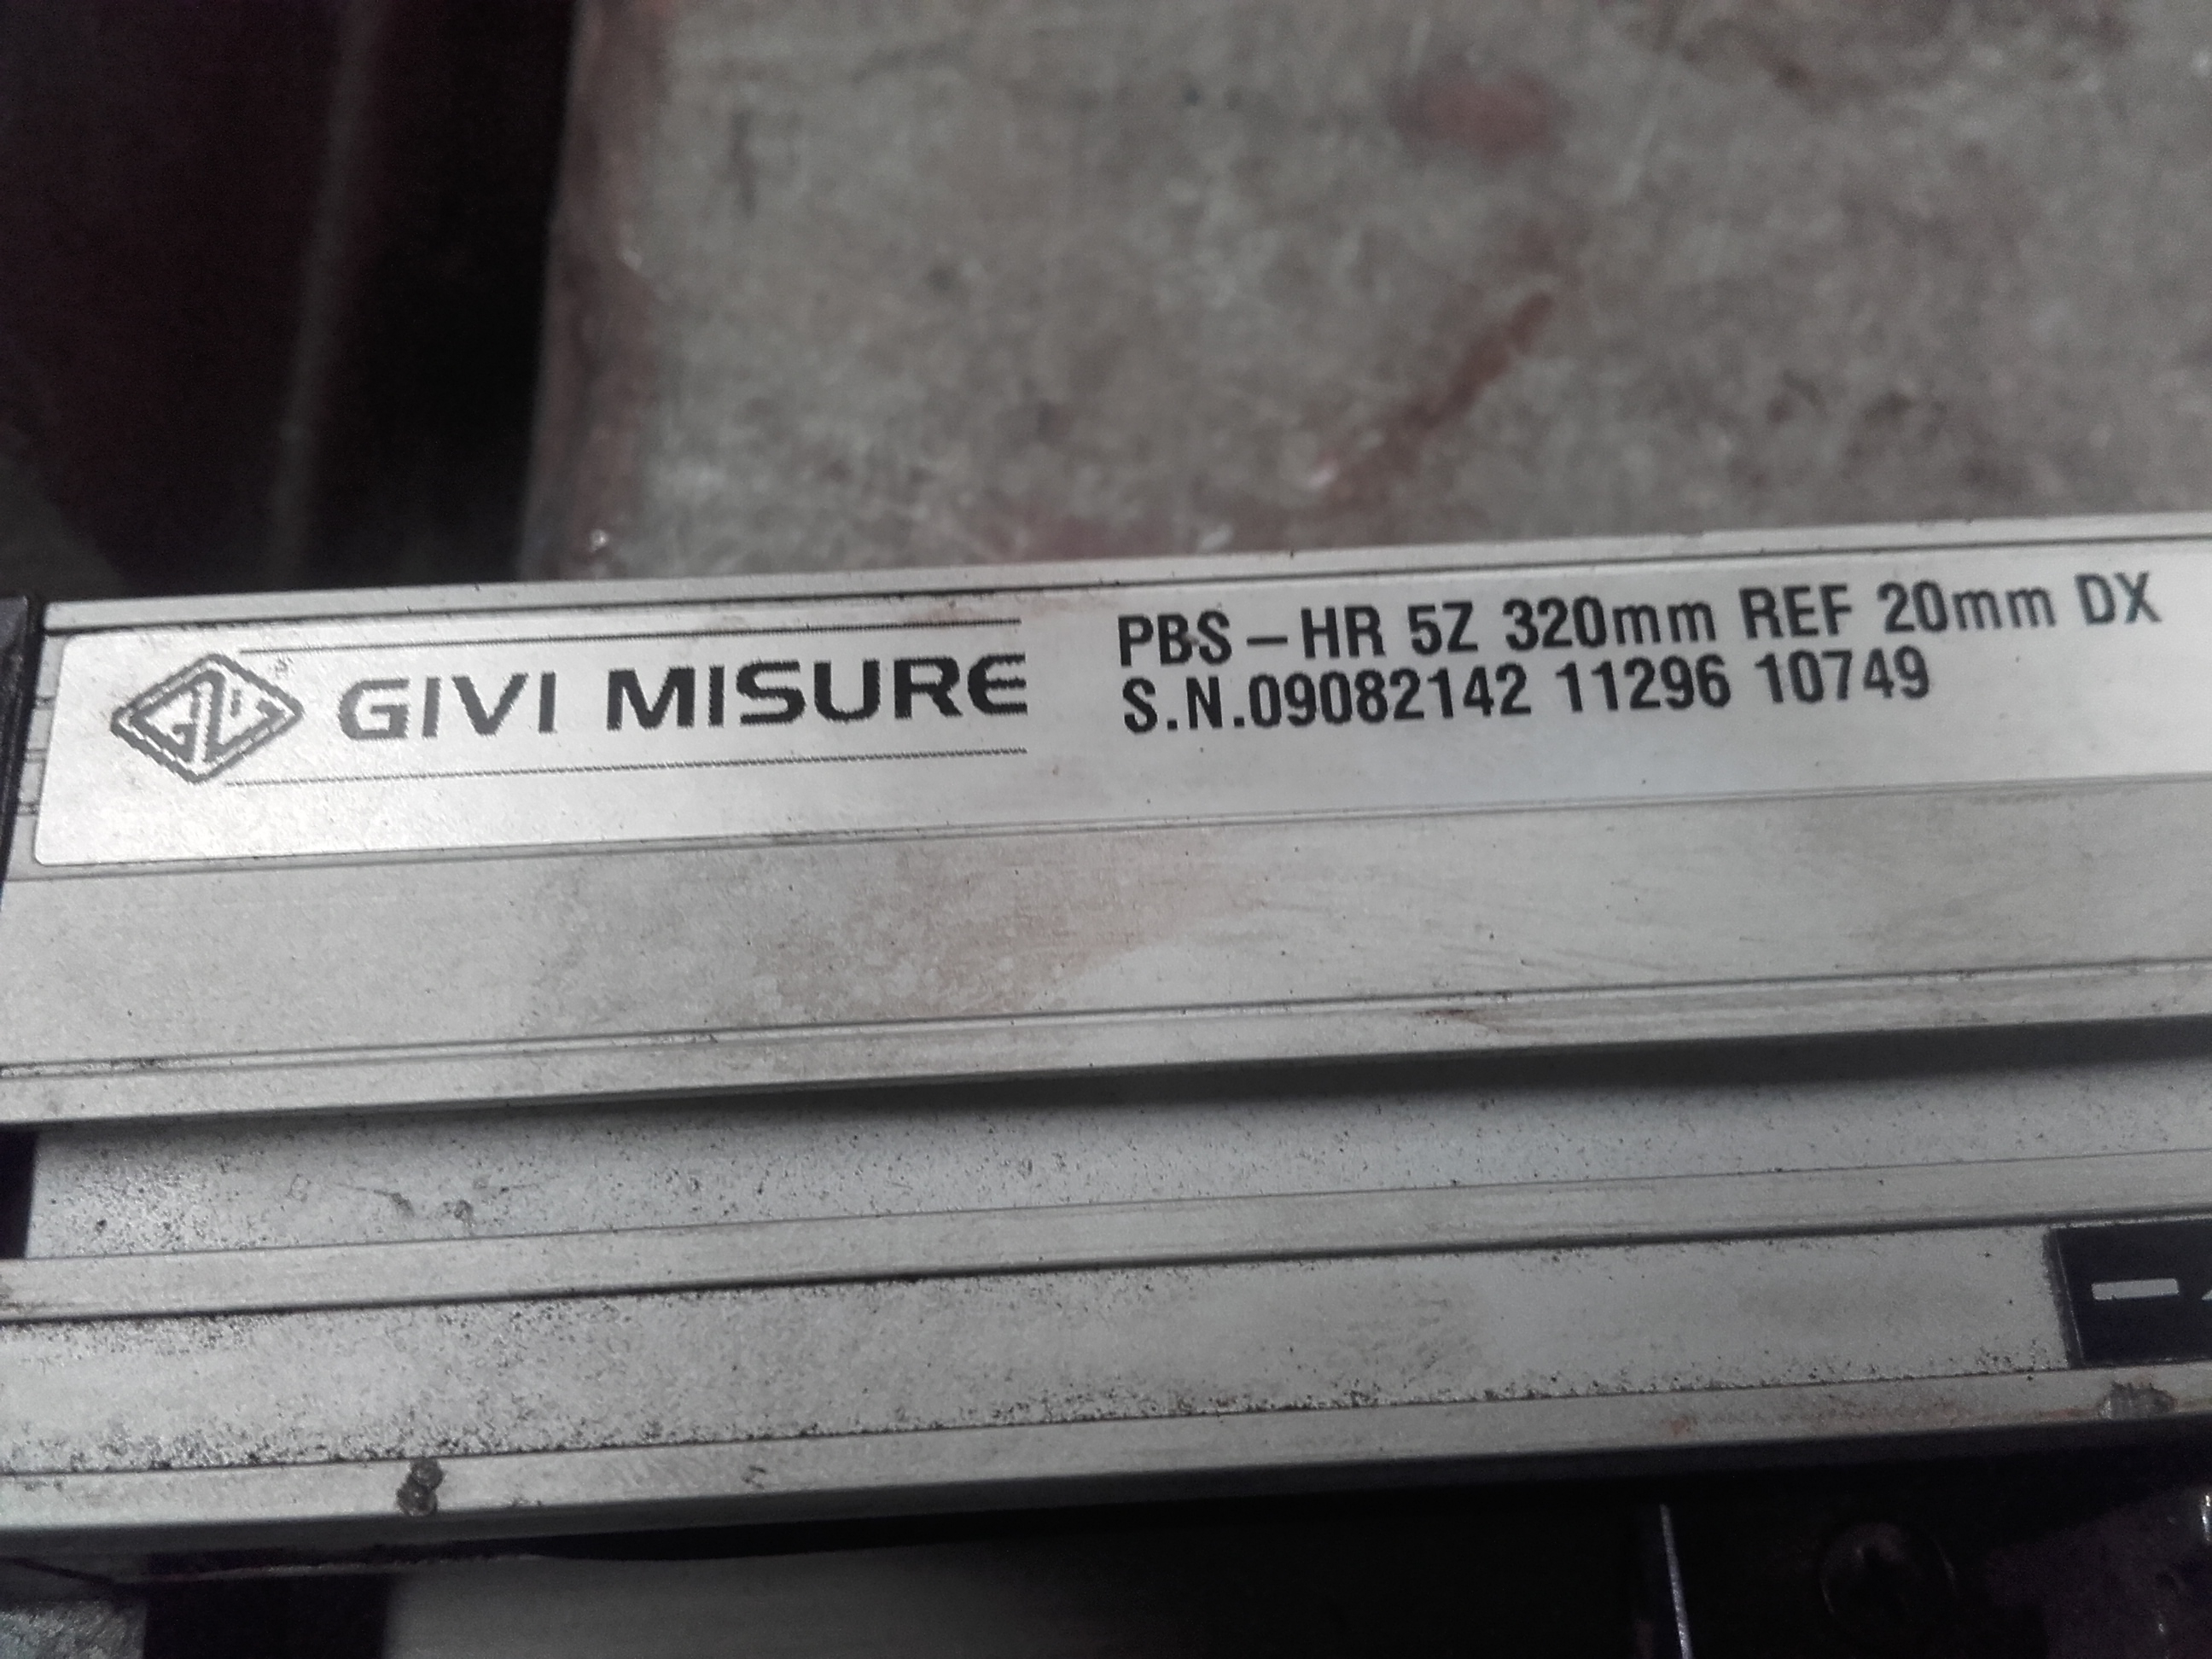 GIVI MISURE
PBS-HR 5Z 320mm REF 20mm DX
S.N.09082142 11296 10749